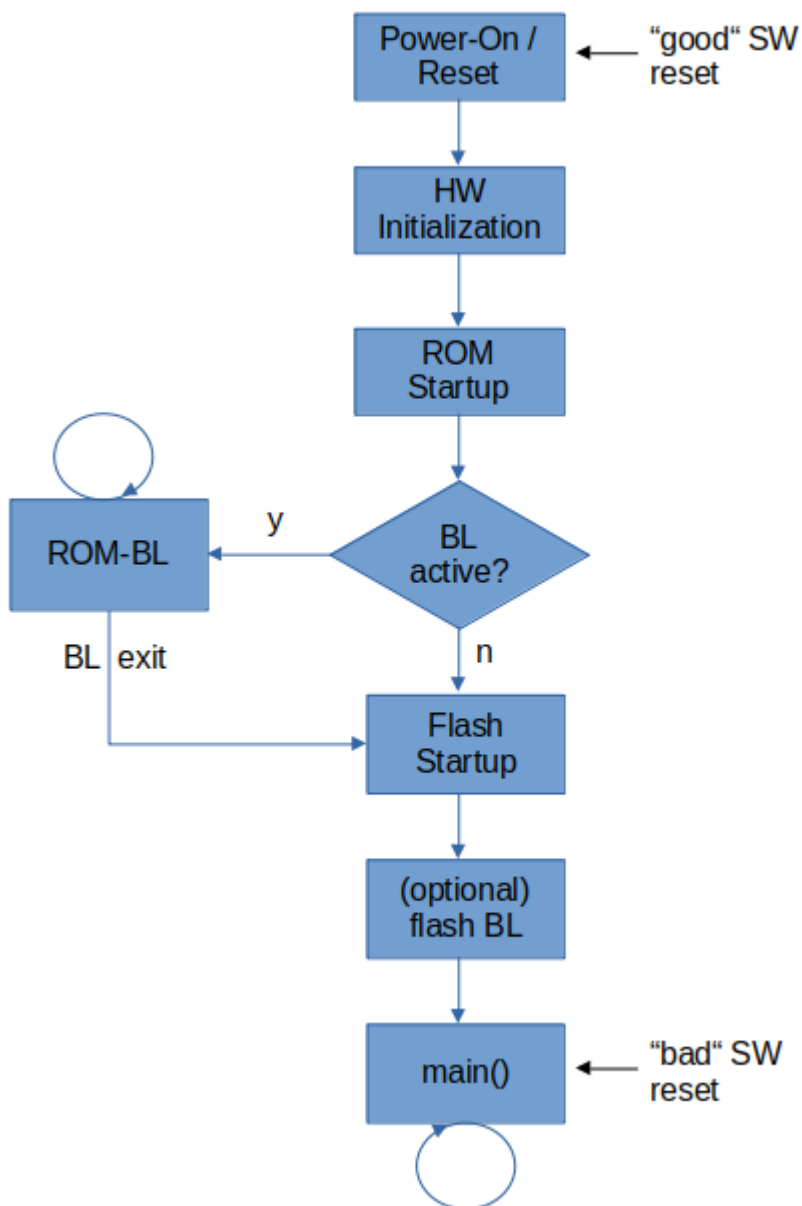 Power-On /
Reset
“good“ SW
reset
HW
Initialization
ROM
Startup
BL
active?
y
ROM-BL
n
BL exit
Flash
Startup
(optional)
flash BL
main()
“bad“ SW
reset